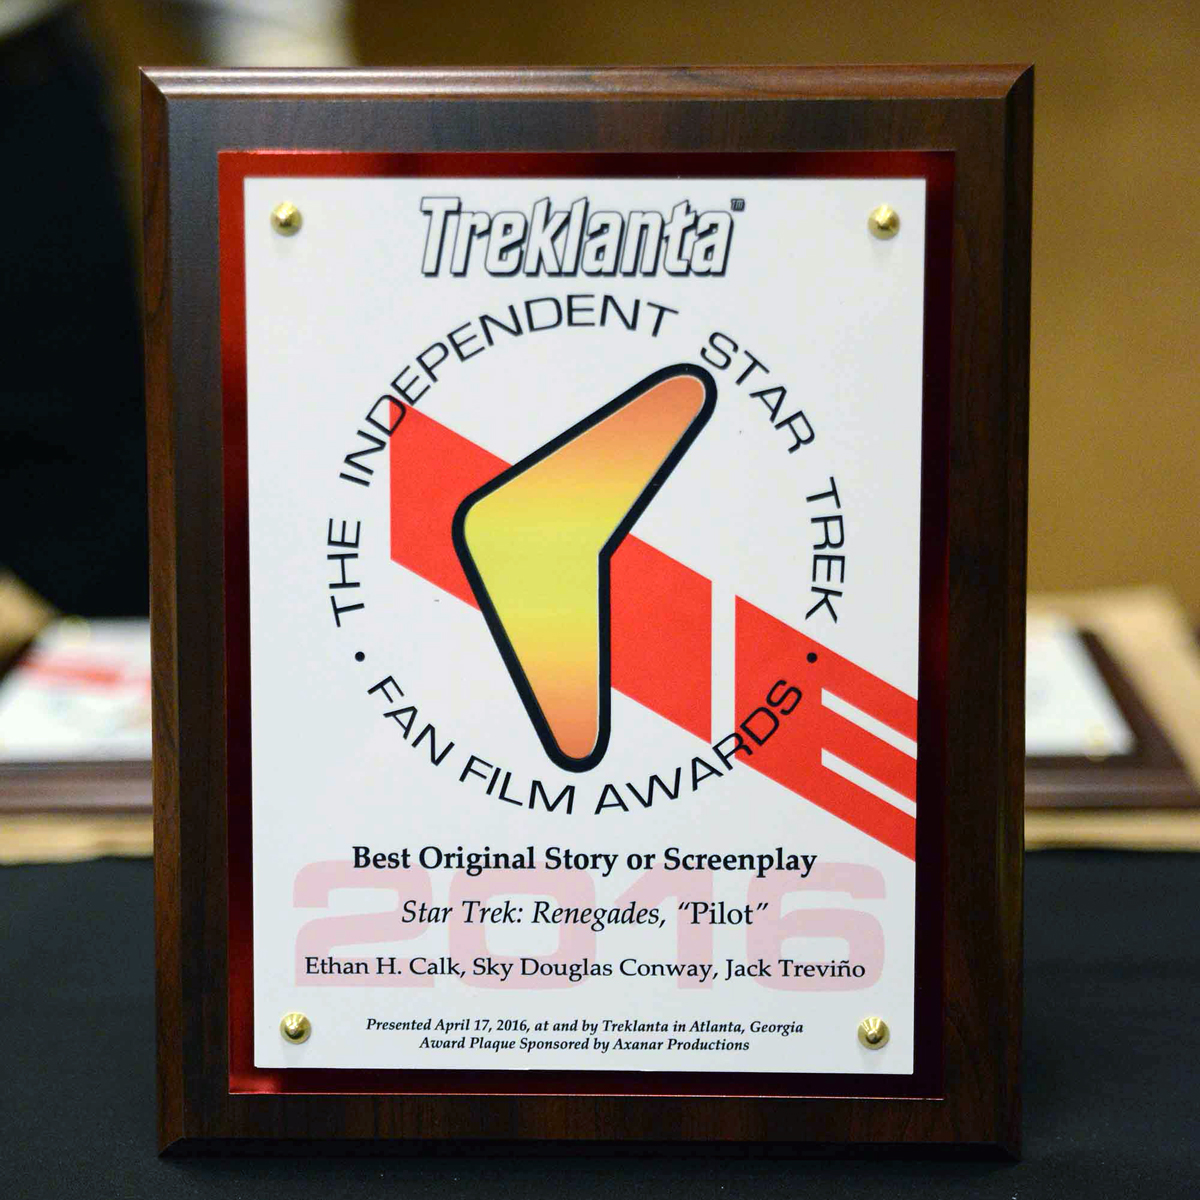 Treklanta™
THE INDEPENDENT STAR TREK
• FAN FILM AWARDS •
2016
Best Original Story or Screenplay
Star Trek: Renegades, “Pilot”
Ethan H. Calk, Sky Douglas Conway, Jack Treviño
Presented April 17, 2016, at and by Treklanta in Atlanta, Georgia
Award Plaque Sponsored by Axanar Productions